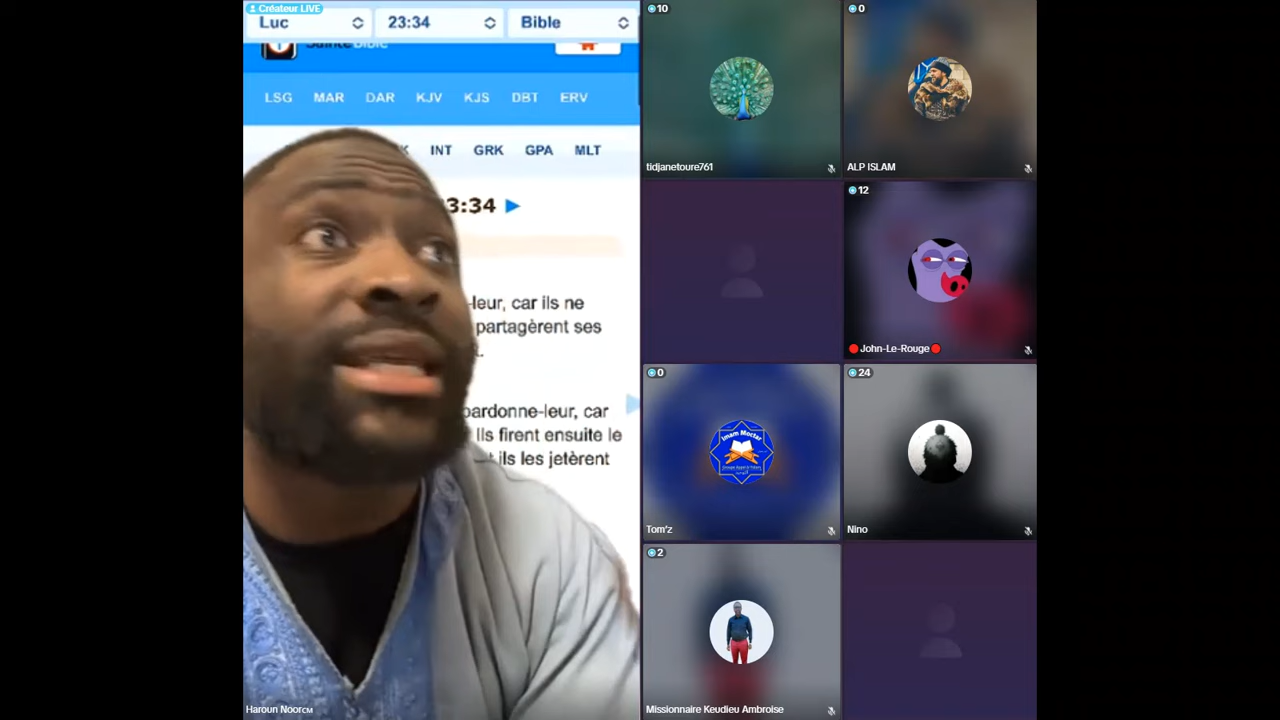 Créateur LIVE
Luc
23:34
Bible
LSG MAR DAR KJV KJS DBT ERV
INT GRK GPA MLT
3:34
-leur, car ils ne
partagèrent ses
pardonne-leur, car
Ils firent ensuite le
ils les jetèrent
Haroun Noor
10
tidjanetoure761
0
ALP ISLAM
12
John-Le-Rouge
0
Imam Moctar
Tom'z
24
Nino
2
Missionnaire Keudieu Ambroise